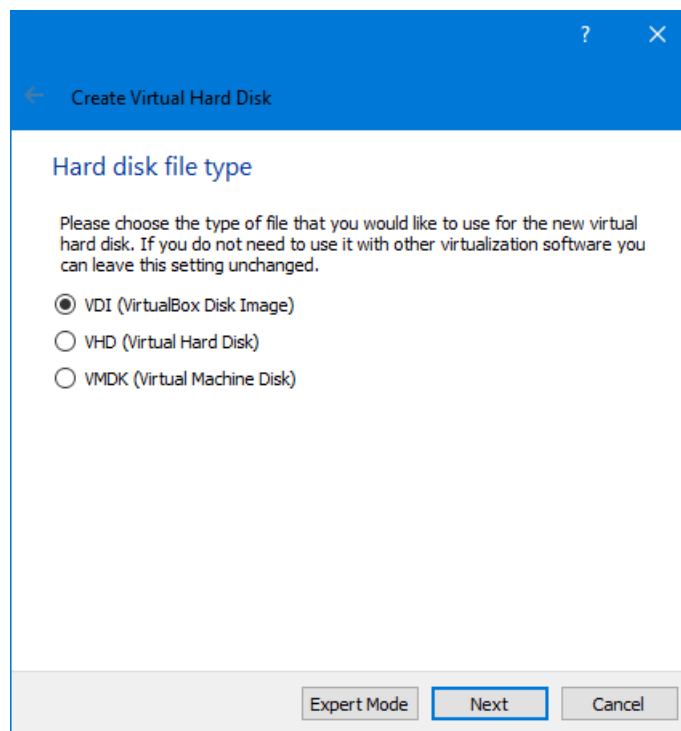 ?
Create Virtual Hard Disk
Hard disk file type
Please choose the type of file that you would like to use for the new virtual
hard disk. If you do not need to use it with other virtualization software you
can leave this setting unchanged.
VDI (VirtualBox Disk Image)
VHD (Virtual Hard Disk)
VMDK (Virtual Machine Disk)
Expert Mode Next Cancel